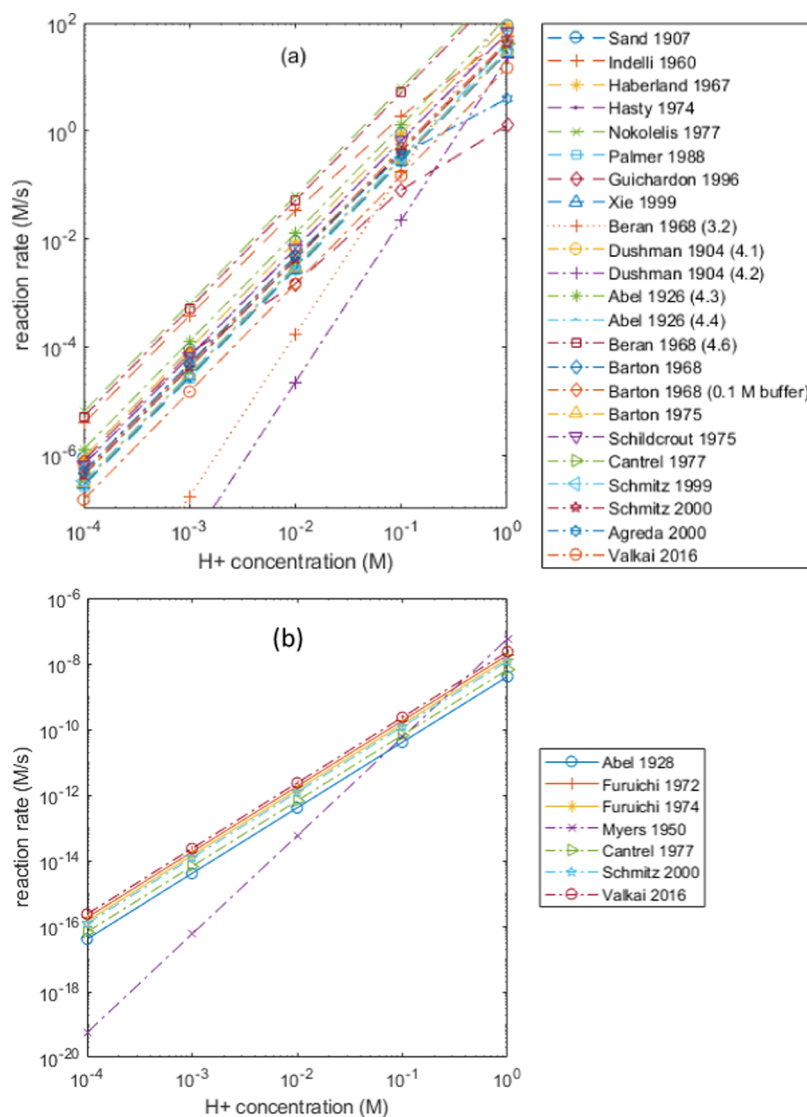 (a)
10^2
10^0
10^-2
10^-4
10^-6
reaction rate (M/s)
10^-4 10^-3 10^-2 10^-1 10^0
H+ concentration (M)
Sand 1907
Indelli 1960
Haberland 1967
Hasty 1974
Nokolelis 1977
Palmer 1988
Guichardon 1996
Xie 1999
Beran 1968 (3.2)
Dushman 1904 (4.1)
Dushman 1904 (4.2)
Abel 1926 (4.3)
Abel 1926 (4.4)
Beran 1968 (4.6)
Barton 1968
Barton 1968 (0.1 M buffer)
Barton 1975
Schildcrout 1975
Cantrel 1977
Schmitz 1999
Schmitz 2000
Agreda 2000
Valkai 2016
(b)
10^-6
10^-8
10^-10
10^-12
10^-14
10^-16
10^-18
10^-20
reaction rate (M/s)
10^-4 10^-3 10^-2 10^-1 10^0
H+ concentration (M)
Abel 1928
Furuichi 1972
Furuichi 1974
Myers 1950
Cantrel 1977
Schmitz 2000
Valkai 2016